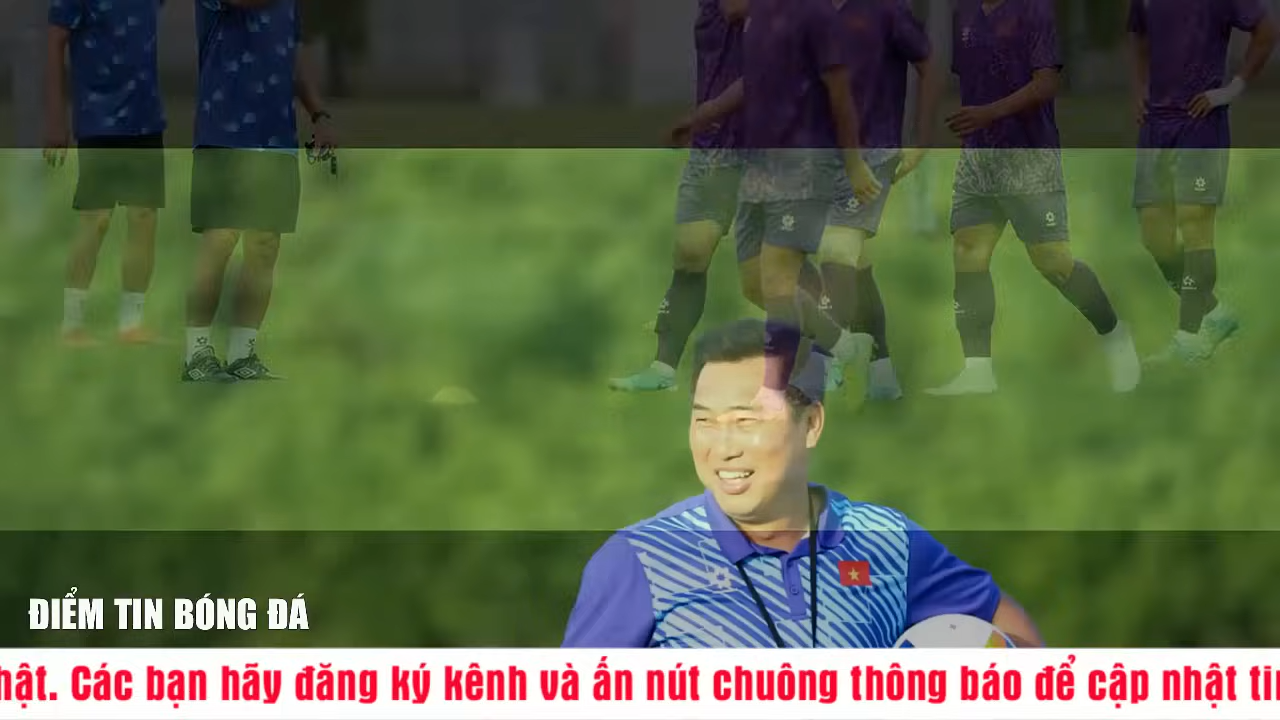 ĐIỂM TIN BÓNG ĐÁ
hật. Các bạn hãy đăng ký kênh và ấn nút chuông thông báo để cập nhật tin